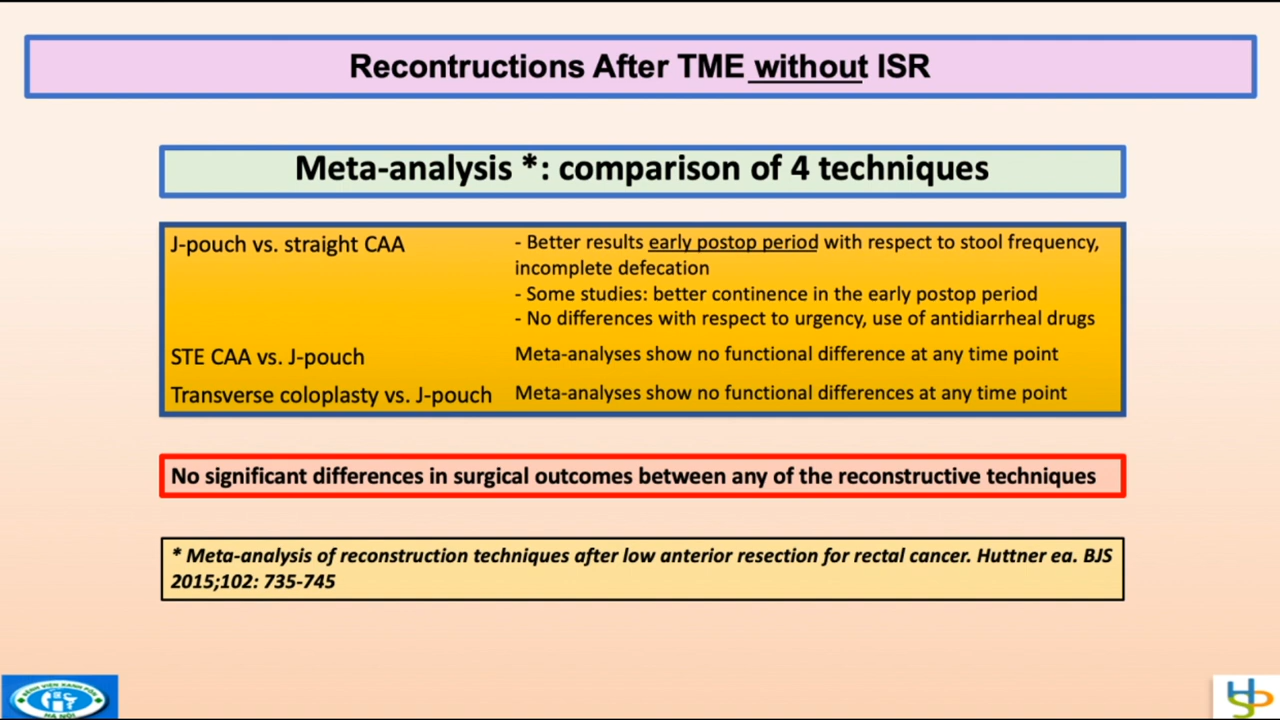 Recontructions After TME without ISR
Meta-analysis *: comparison of 4 techniques
J-pouch vs. straight CAA
- Better results early postop period with respect to stool frequency,
incomplete defecation
- Some studies: better continence in the early postop period
- No differences with respect to urgency, use of antidiarrheal drugs
STE CAA vs. J-pouch
Meta-analyses show no functional difference at any time point
Transverse coloplasty vs. J-pouch
Meta-analyses show no functional differences at any time point
No significant differences in surgical outcomes between any of the reconstructive techniques
* Meta-analysis of reconstruction techniques after low anterior resection for rectal cancer. Huttner ea. BJS
2015;102: 735-745
HÀ NỘI